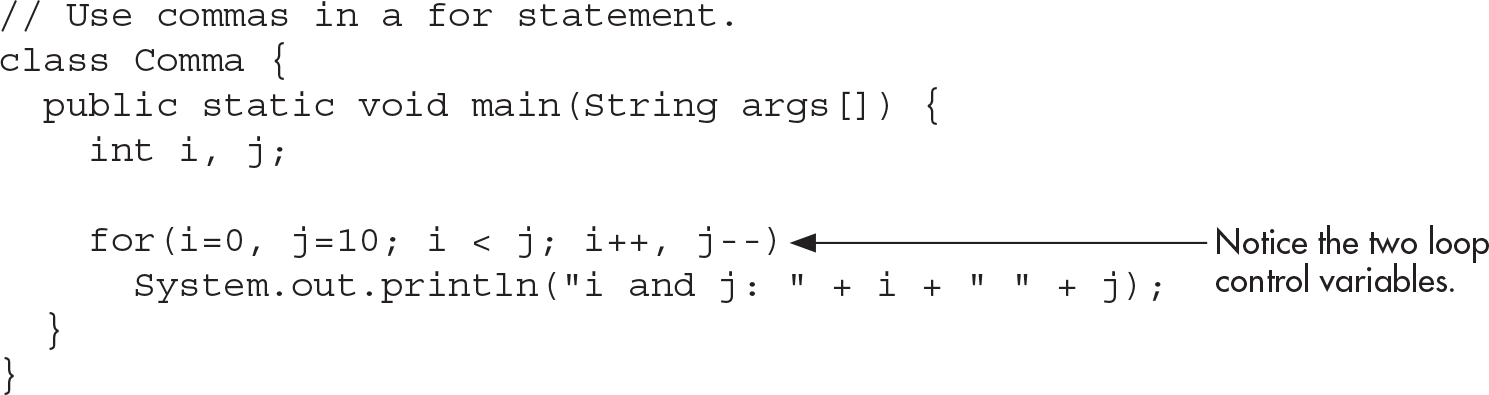 // Use commas in a for statement.
class Comma {
  public static void main(String args[]) {
    int i, j;

    for(i=0, j=10; i < j; i++, j--)
      System.out.println("i and j: " + i + " " + j);
  }
}
Notice the two loop
control variables.